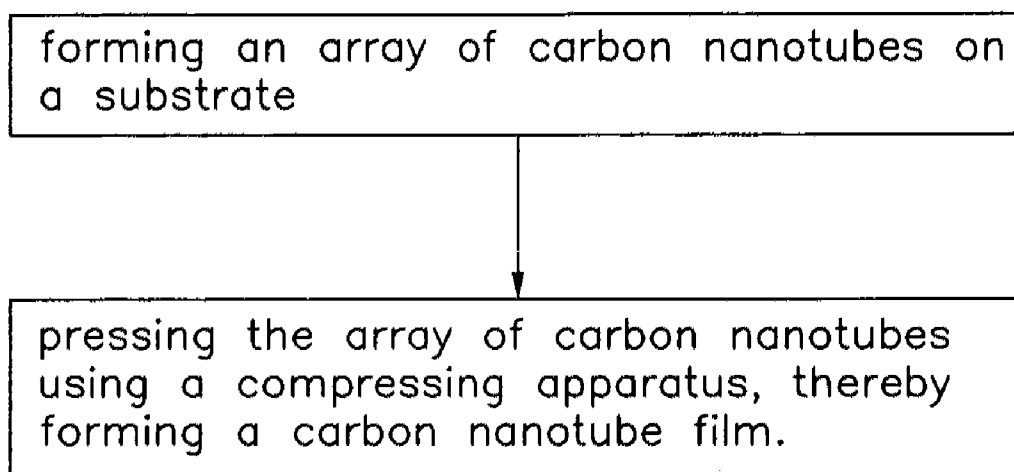 forming an array of carbon nanotubes on
a substrate
pressing the array of carbon nanotubes
using a compressing apparatus, thereby
forming a carbon nanotube film.